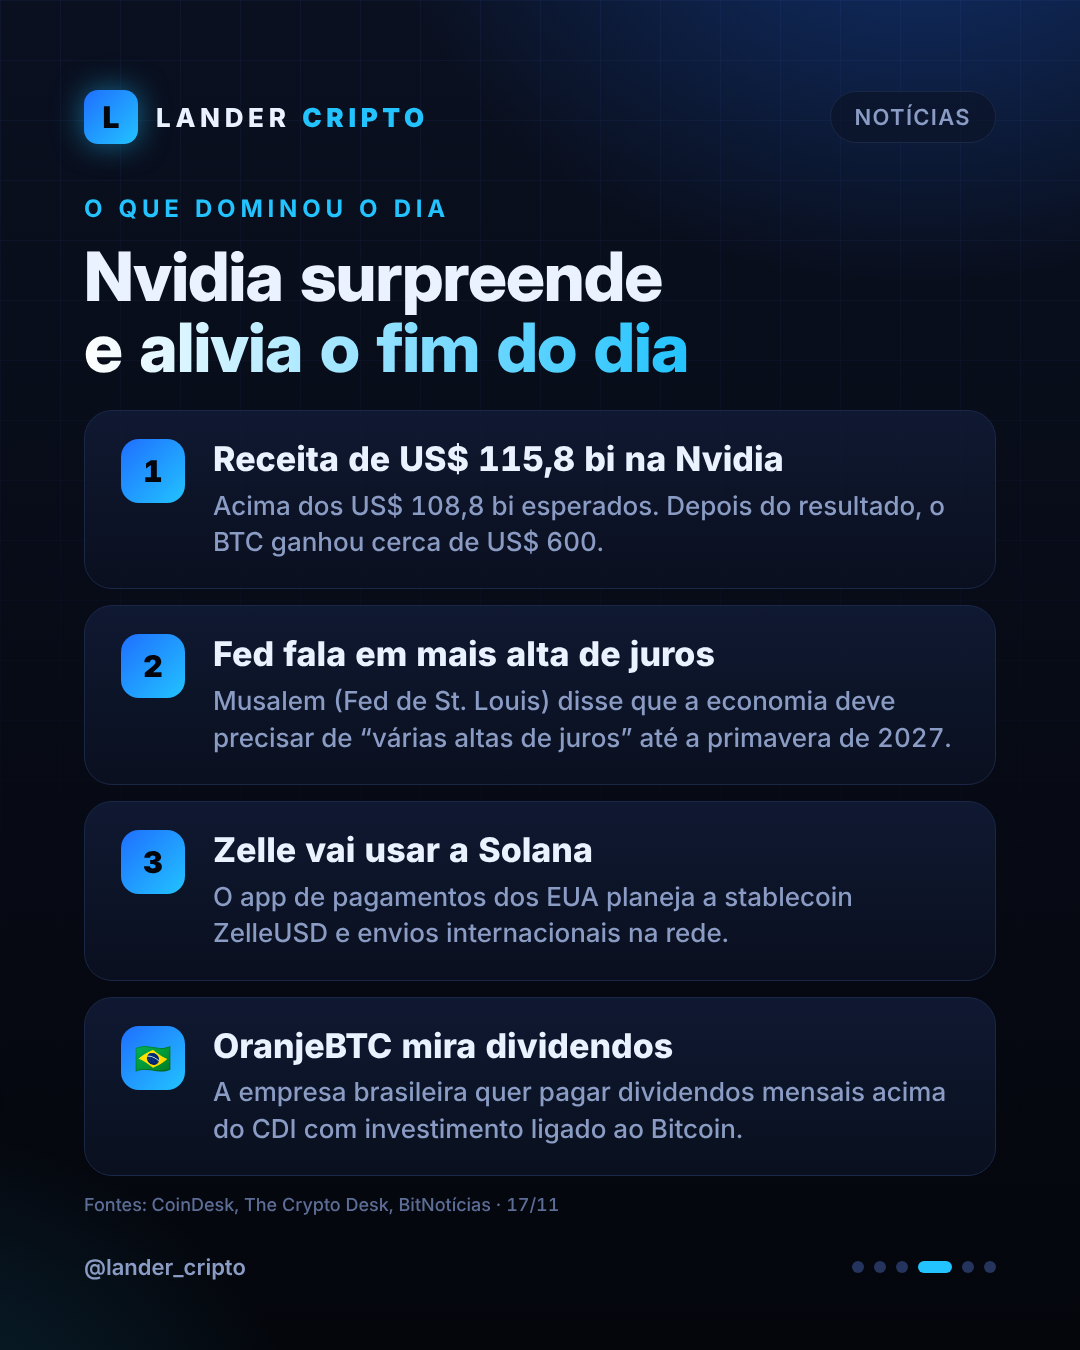 L LANDER CRIPTO
NOTÍCIAS
O QUE DOMINOU O DIA
Nvidia surpreende
e alivia o fim do dia
1
Receita de US$ 115,8 bi na Nvidia
Acima dos US$ 108,8 bi esperados. Depois do resultado, o
BTC ganhou cerca de US$ 600.
2
Fed fala em mais alta de juros
Musalem (Fed de St. Louis) disse que a economia deve
precisar de “várias altas de juros” até a primavera de 2027.
3
Zelle vai usar a Solana
O app de pagamentos dos EUA planeja a stablecoin
ZelleUSD e envios internacionais na rede.
OranjeBTC mira dividendos
A empresa brasileira quer pagar dividendos mensais acima
do CDI com investimento ligado ao Bitcoin.
Fontes: CoinDesk, The Crypto Desk, BitNotícias · 17/11
@lander_cripto